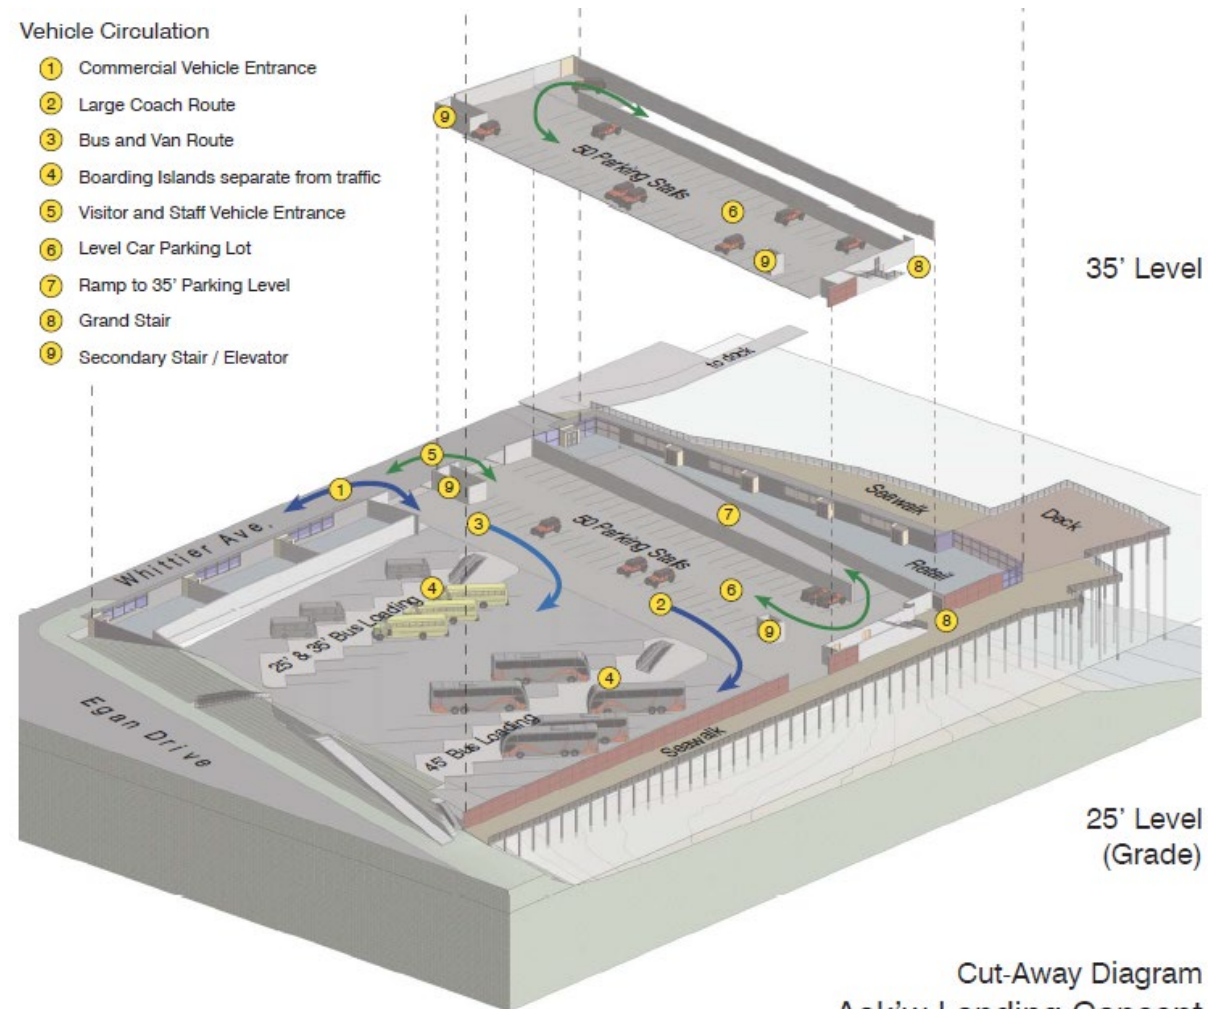 Vehicle Circulation
1 Commercial Vehicle Entrance
2 Large Coach Route
3 Bus and Van Route
4 Boarding Islands separate from traffic
5 Visitor and Staff Vehicle Entrance
6 Level Car Parking Lot
7 Ramp to 35' Parking Level
8 Grand Stair
9 Secondary Stair / Elevator
9
50 Parking Stalls
6
9
8
35' Level
to dock
5
1
9
3
Whittier Ave.
50 Parking Stalls
7
Seawalk
Deck
Retail
4
25' & 35' Bus Loading
2
6
9
8
4
45' Bus Loading
Seawalk
Egan Drive
25' Level
(Grade)
Cut-Away Diagram
Landing Concept